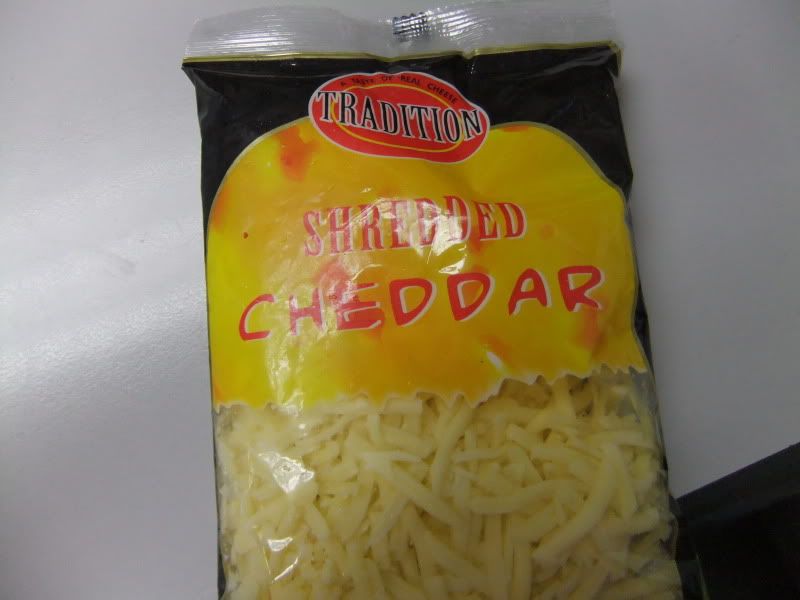 A TASTE OF REAL CHEESE
TRADITION
SHREDDED
CHEDDAR